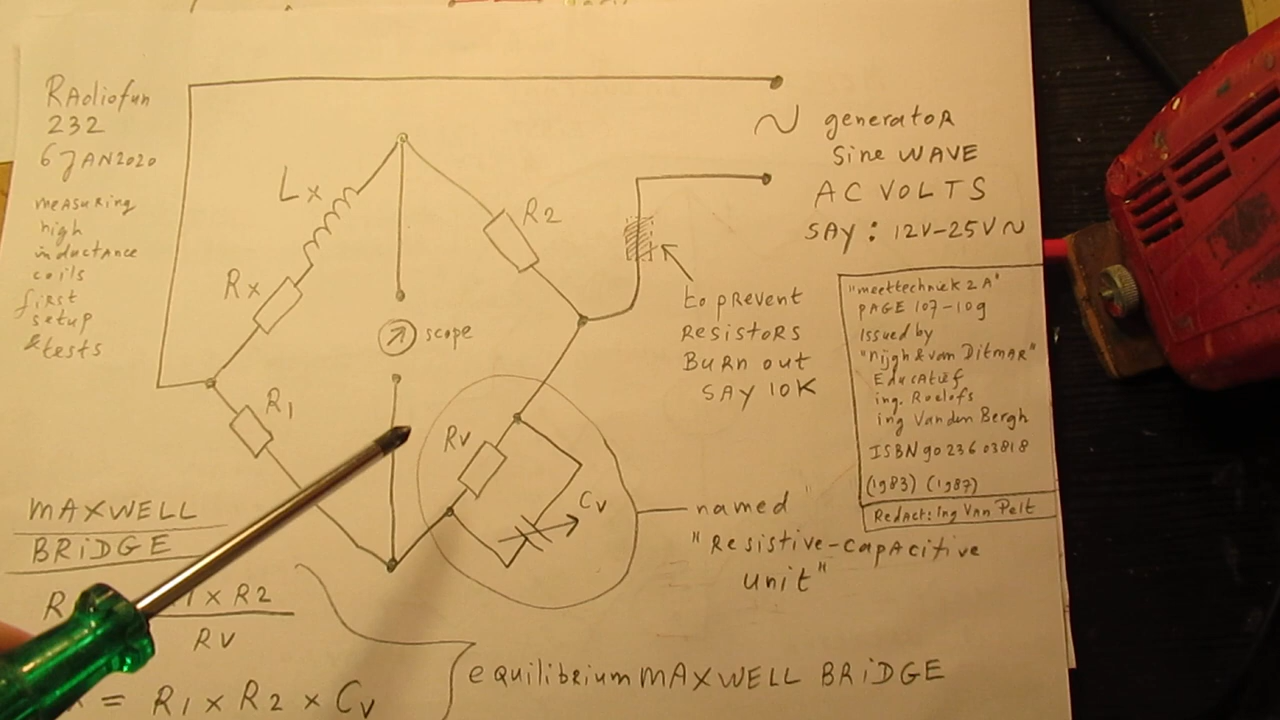 RAdiofun
232
6 JAN2020
measuring
high
inductance
coils
first
setup
& tests
Lx
Rx
R2
R1
scope
Rv
Cv
~ generatoR
Sine WAVE
AC VOLTS
SAY: 12V-25V~
to pRevent
Resistors
BuRn out
SAY 10K
"meettechniek 2A"
PAGE 107-109
Issued by
"Nijgh & van DitmAR"
EducAtief
ing. Roelofs
ing Van den Bergh
ISBN 90 236 03818
(1983) (1987)
Redact: Ing Van Pelt
named
"Resistive-cApAcitive
unit"
MAXWELL
BRiDGE
R
1 x R2
RV
= R1 x R2 x Cv
equilibrium MAXWELL BRiDGE